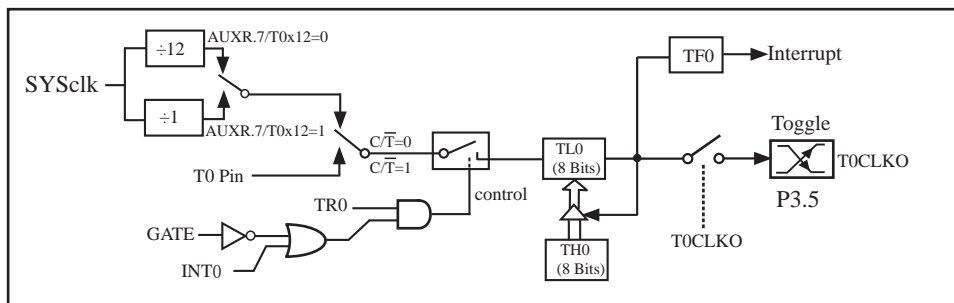 AUXR.7/T0x12=0
÷12
SYSclk
÷1
AUXR.7/T0x12=1
T0 Pin
C/T̅=0
C/T̅=1
TR0
GATE
INT0
control
TL0
(8 Bits)
TH0
(8 Bits)
TF0
Interrupt
Toggle
T0CLKO
P3.5
T0CLKO